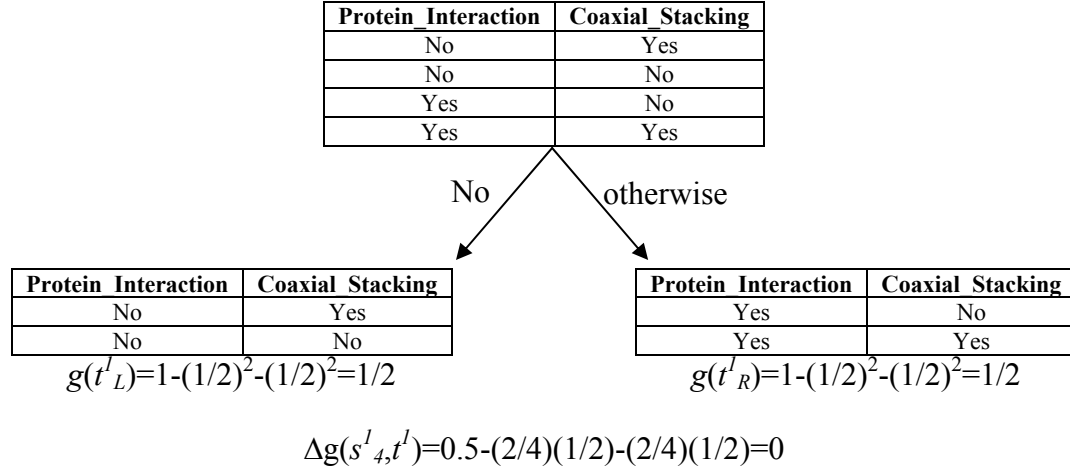 Protein_Interaction Coaxial_Stacking
No Yes
No No
Yes No
Yes Yes
No otherwise
Protein_Interaction Coaxial_Stacking Protein_Interaction Coaxial_Stacking
No Yes Yes No
No No Yes Yes
g(t¹_L)=1-(1/2)²-(1/2)²=1/2 g(t¹_R)=1-(1/2)²-(1/2)²=1/2
Δg(s¹₄,t¹)=0.5-(2/4)(1/2)-(2/4)(1/2)=0